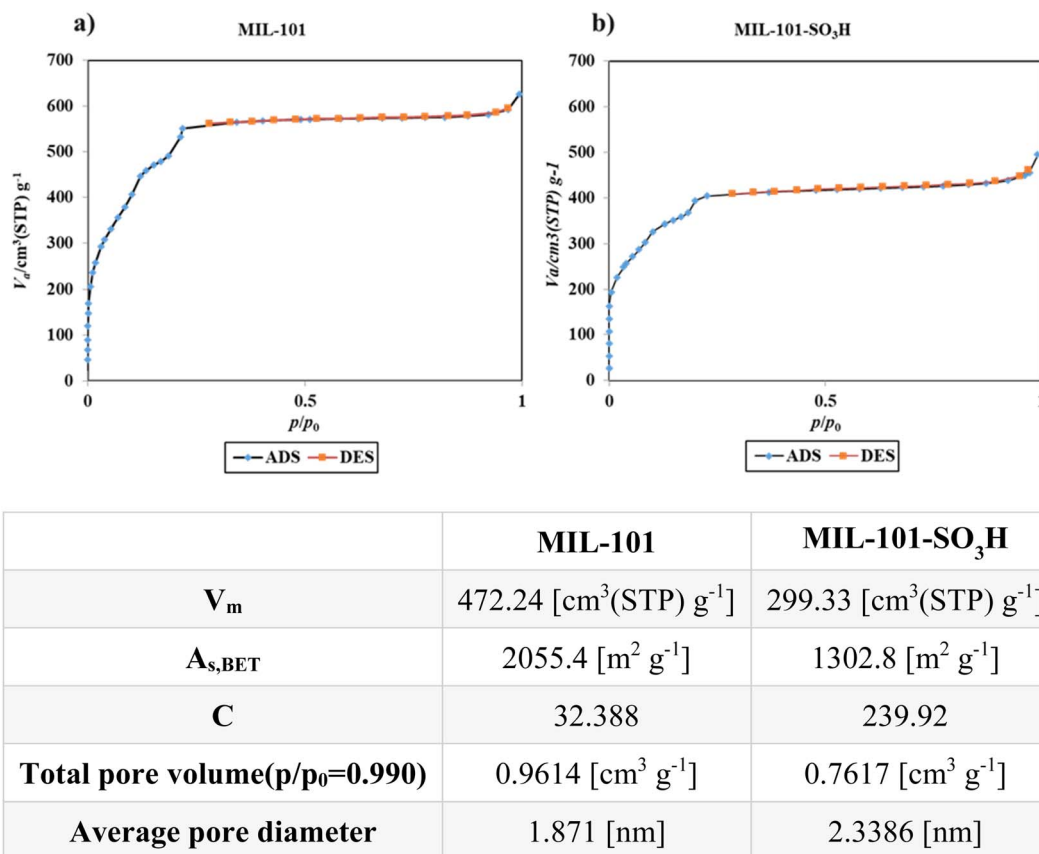 a)
MIL-101
700
600
500
400
300
200
100
0
Va/cm³(STP) g⁻¹
0
0.5
1
p/p₀
ADS DES
b)
MIL-101-SO₃H
700
600
500
400
300
200
100
0
Va/cm3(STP) g-1
0
0.5
p/p₀
ADS DES
MIL-101 MIL-101-SO₃H
Vₘ 472.24 [cm³(STP) g⁻¹] 299.33 [cm³(STP) g⁻¹]
As,BET 2055.4 [m² g⁻¹] 1302.8 [m² g⁻¹]
C 32.388 239.92
Total pore volume(p/p₀=0.990) 0.9614 [cm³ g⁻¹] 0.7617 [cm³ g⁻¹]
Average pore diameter 1.871 [nm] 2.3386 [nm]